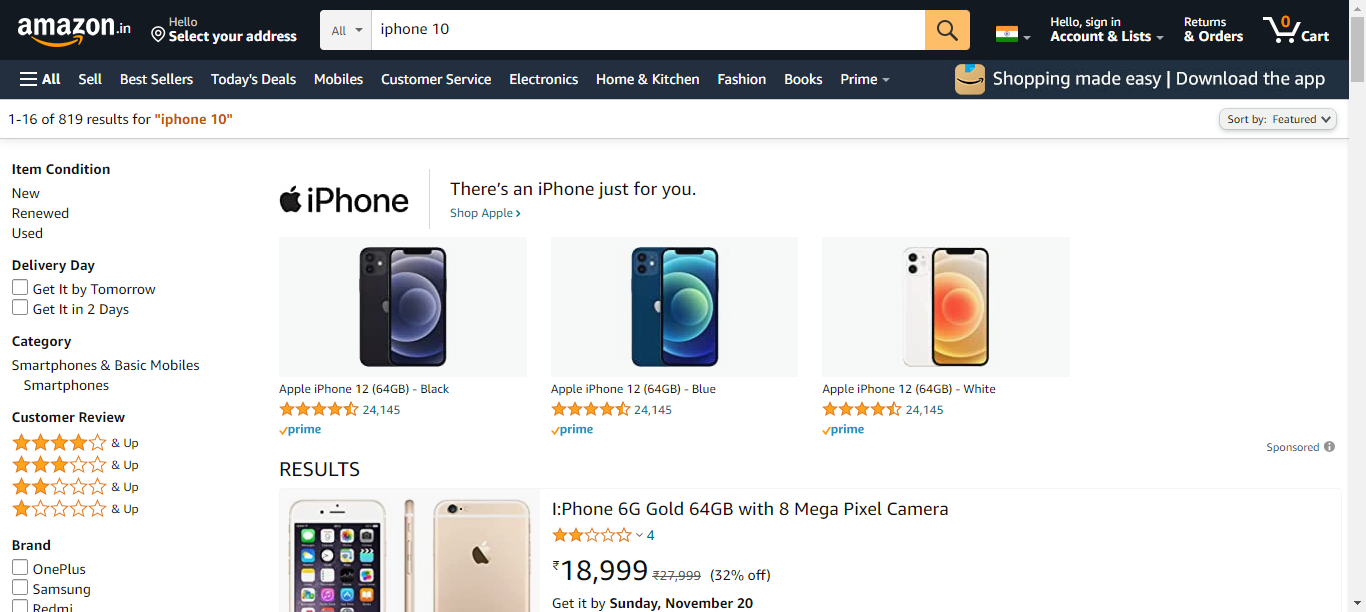 amazon.in
Hello
Select your address
All
iphone 10
Hello, sign in
Account & Lists
Returns
& Orders
0
Cart
All
Sell
Best Sellers
Today's Deals
Mobiles
Customer Service
Electronics
Home & Kitchen
Fashion
Books
Prime
Shopping made easy | Download the app
1-16 of 819 results for "iphone 10"
Sort by: Featured
Item Condition
New
Renewed
Used
Delivery Day
Get It by Tomorrow
Get It in 2 Days
Category
Smartphones & Basic Mobiles
Smartphones
Customer Review
& Up
& Up
& Up
& Up
Brand
OnePlus
Samsung
Redmi
iPhone
There's an iPhone just for you.
Shop Apple ›
Apple iPhone 12 (64GB) - Black
24,145
prime
Apple iPhone 12 (64GB) - Blue
24,145
prime
Apple iPhone 12 (64GB) - White
24,145
prime
Sponsored
RESULTS
I:Phone 6G Gold 64GB with 8 Mega Pixel Camera
4
₹18,999 ₹27,999 (32% off)
Get it by Sunday, November 20